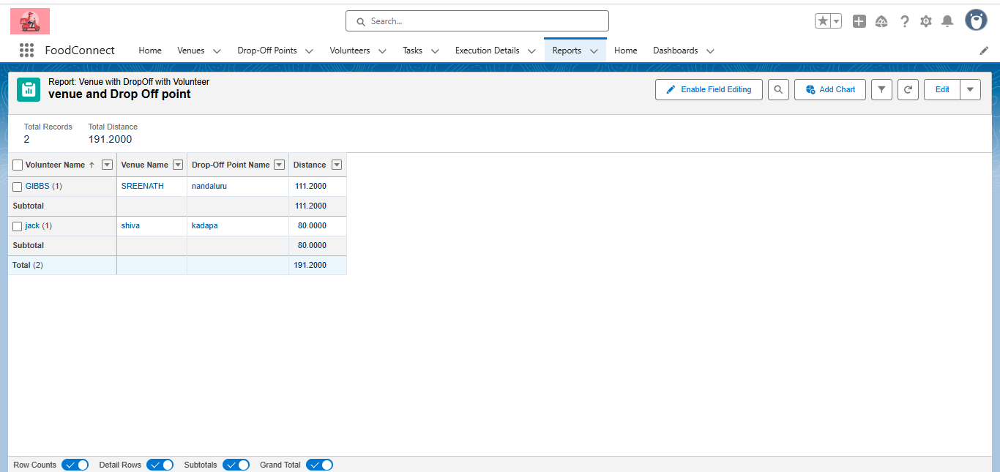 Search...
FoodConnect Home Venues Drop-Off Points Volunteers Tasks Execution Details Reports Home Dashboards
Report: Venue with DropOff with Volunteer
venue and Drop Off point
Enable Field Editing Add Chart Edit
Total Records Total Distance
2 191.2000
Volunteer Name ↑ Venue Name Drop-Off Point Name Distance
GIBBS (1) SREENATH nandaluru 111.2000
Subtotal 111.2000
jack (1) shiva kadapa 80.0000
Subtotal 80.0000
Total (2) 191.2000
Row Counts Detail Rows Subtotals Grand Total